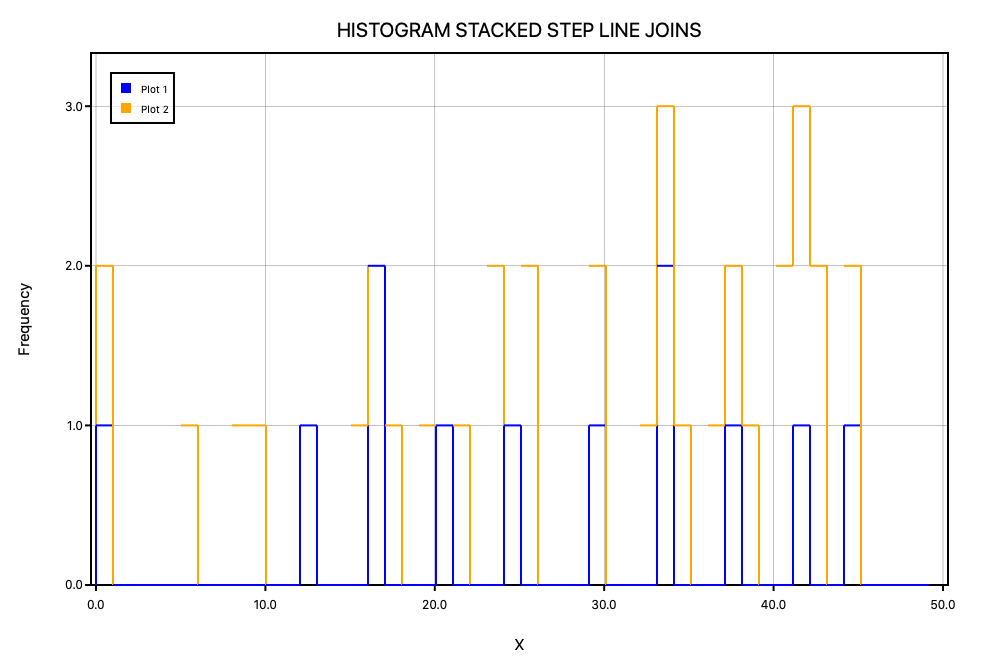 HISTOGRAM STACKED STEP LINE JOINS
Plot 1
Plot 2
3.0
2.0
1.0
0.0
Frequency
0.0 10.0 20.0 30.0 40.0 50.0
X